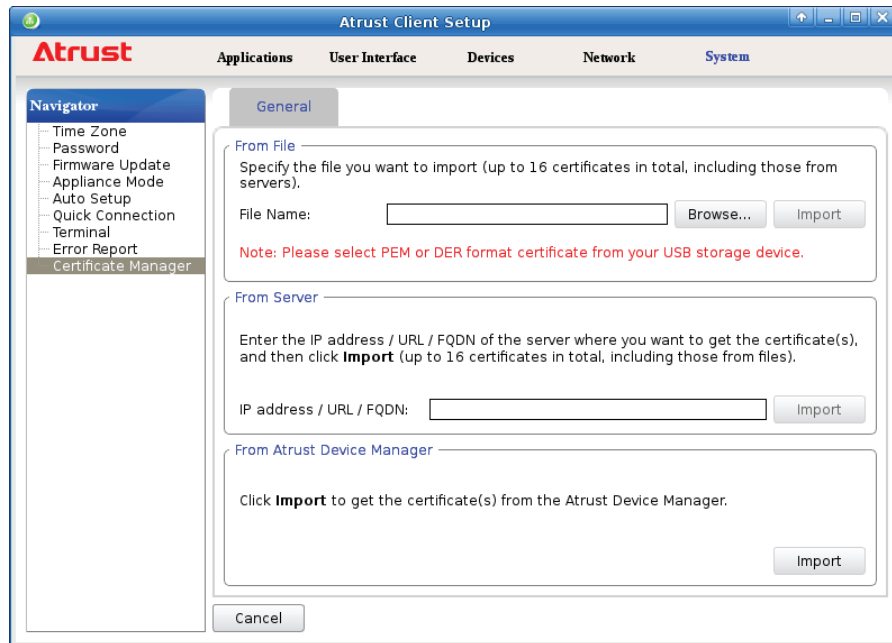 Atrust Client Setup
Atrust
Applications User Interface Devices Network System
Navigator
Time Zone
Password
Firmware Update
Appliance Mode
Auto Setup
Quick Connection
Terminal
Error Report
Certificate Manager
General
From File
Specify the file you want to import (up to 16 certificates in total, including those from
servers).
File Name: Browse... Import
Note: Please select PEM or DER format certificate from your USB storage device.
From Server
Enter the IP address / URL / FQDN of the server where you want to get the certificate(s),
and then click Import (up to 16 certificates in total, including those from files).
IP address / URL / FQDN: Import
From Atrust Device Manager
Click Import to get the certificate(s) from the Atrust Device Manager.
Import
Cancel